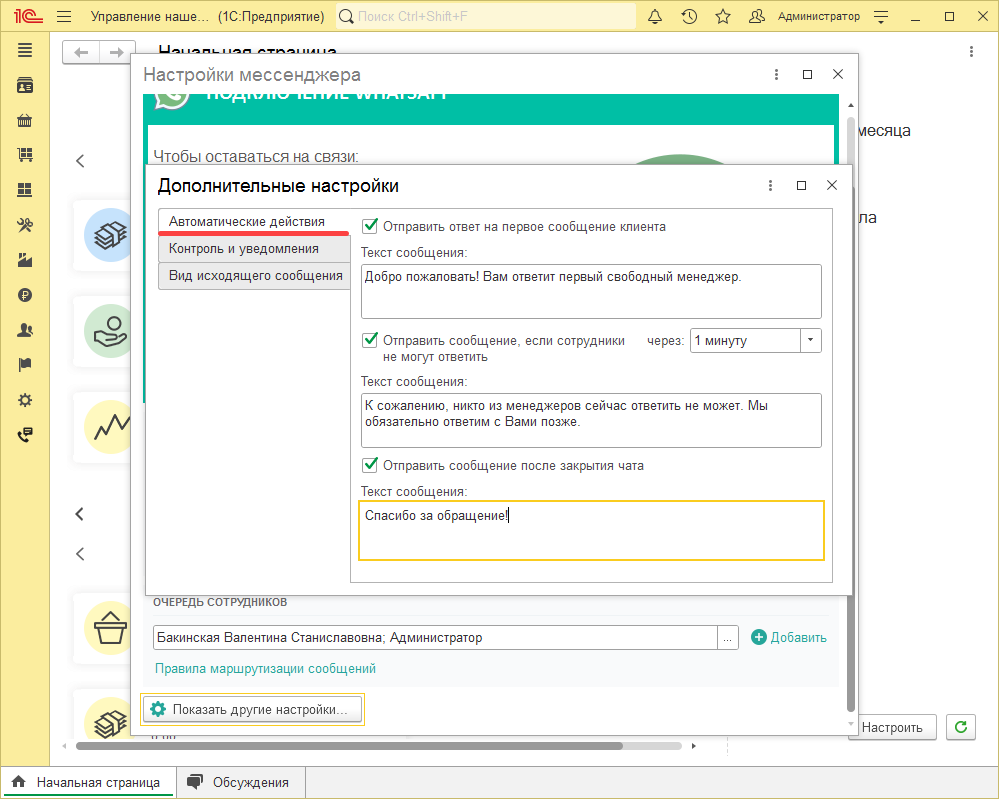 1С Управление наше... (1С:Предприятие) Поиск Ctrl+Shift+F Администратор
Начальная страница
Настройки мессенджера
ПОДКЛЮЧЕНИЕ WHATSAPP
месяца
Чтобы оставаться на связи:
Дополнительные настройки
ла
Автоматические действия
Контроль и уведомления
Вид исходящего сообщения
Отправить ответ на первое сообщение клиента
Текст сообщения:
Добро пожаловать! Вам ответит первый свободный менеджер.
Отправить сообщение, если сотрудники через: 1 минуту
не могут ответить
Текст сообщения:
К сожалению, никто из менеджеров сейчас ответить не может. Мы
обязательно ответим с Вами позже.
Отправить сообщение после закрытия чата
Текст сообщения:
Спасибо за обращение!
ОЧЕРЕДЬ СОТРУДНИКОВ
Бакинская Валентина Станиславовна; Администратор ... Добавить
Правила маршрутизации сообщений
Показать другие настройки...
Настроить
Начальная страница Обсуждения